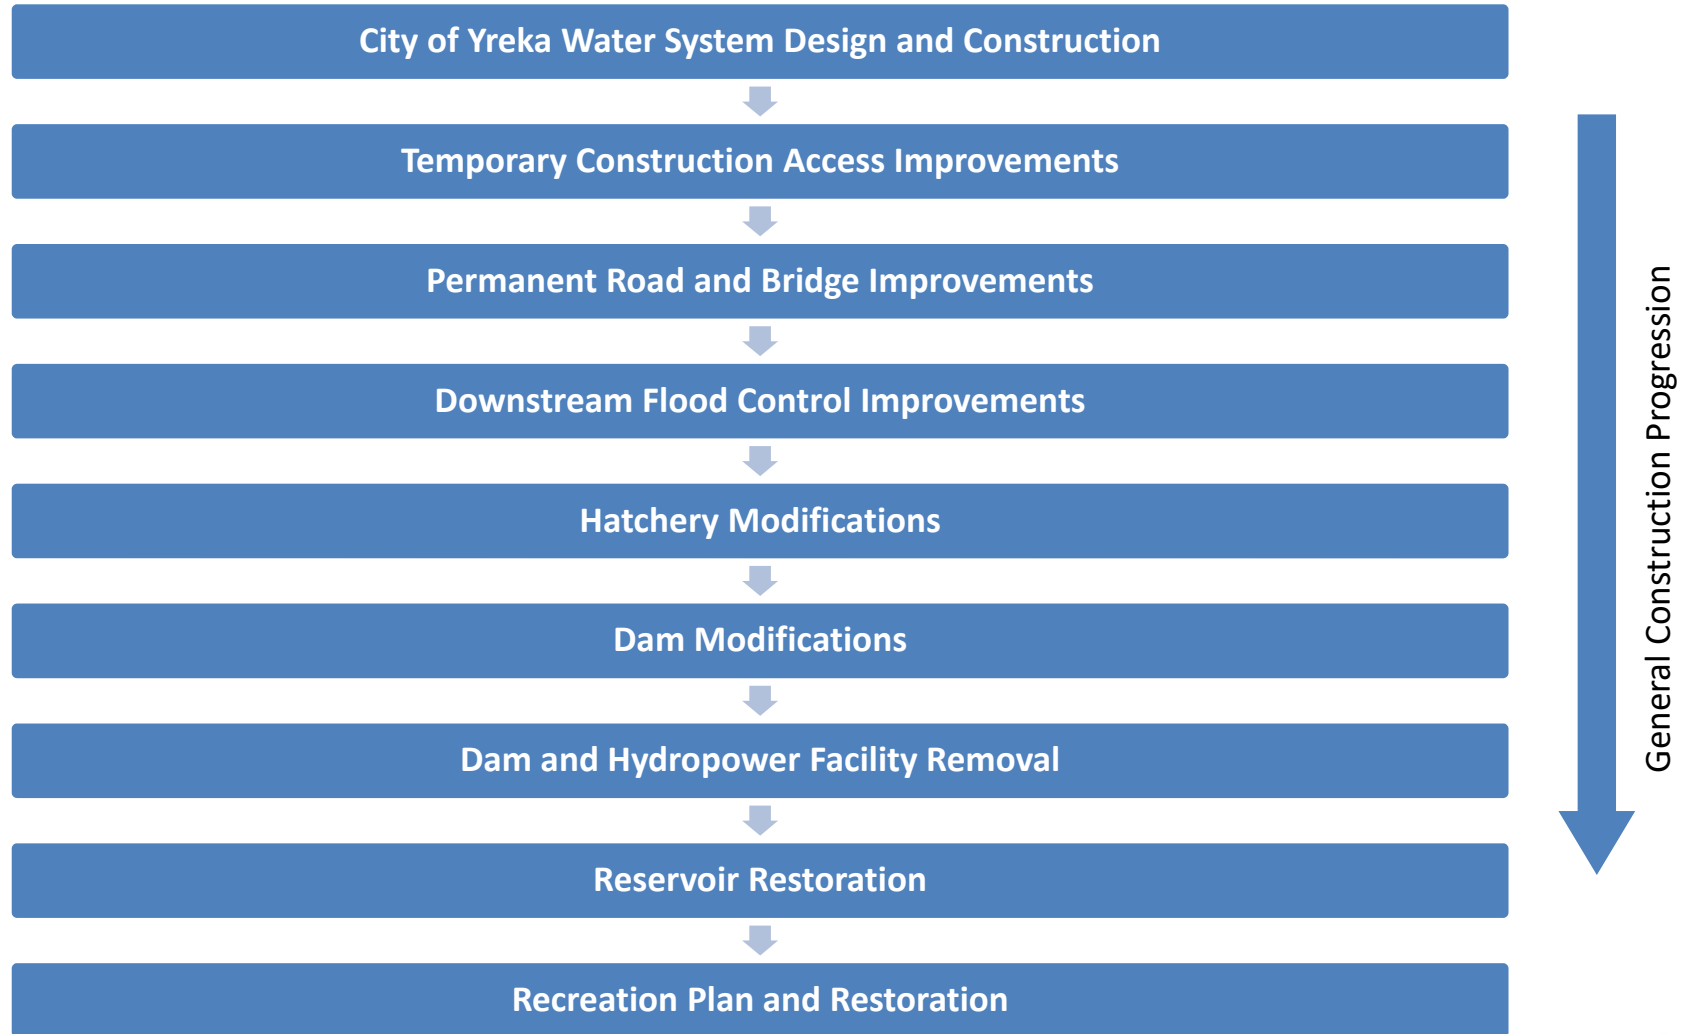 City of Yreka Water System Design and Construction
Temporary Construction Access Improvements
Permanent Road and Bridge Improvements
Downstream Flood Control Improvements
Hatchery Modifications
Dam Modifications
Dam and Hydropower Facility Removal
Reservoir Restoration
Recreation Plan and Restoration
General Construction Progression